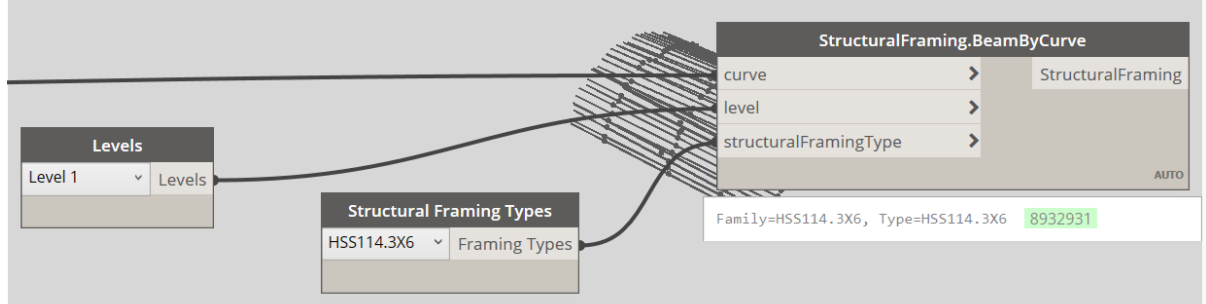 StructuralFraming.BeamByCurve
curve > StructuralFraming
level >
structuralFramingType >
AUTO
Levels
Level 1 Levels
Structural Framing Types
HSS114.3X6 Framing Types
Family=HSS114.3X6, Type=HSS114.3X6 8932931